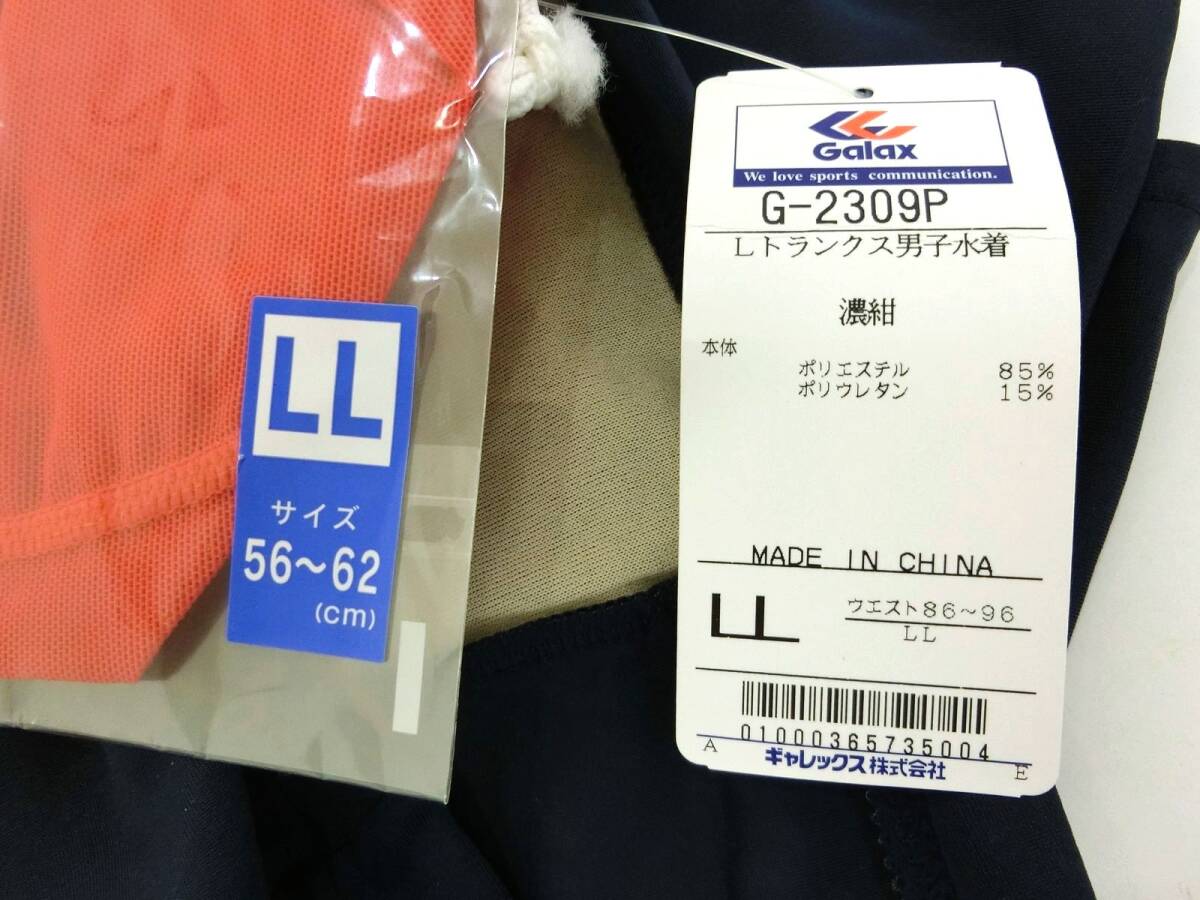 LL
サイズ
56～62
(cm)
Galax
We love sports communication.
G-2309P
Lトランクス男子水着
濃紺
本体
ポリエステル 85%
ポリウレタン 15%
MADE IN CHINA
LL
ウエスト86～96
LL
01000365735004
A ギャレックス株式会社 E